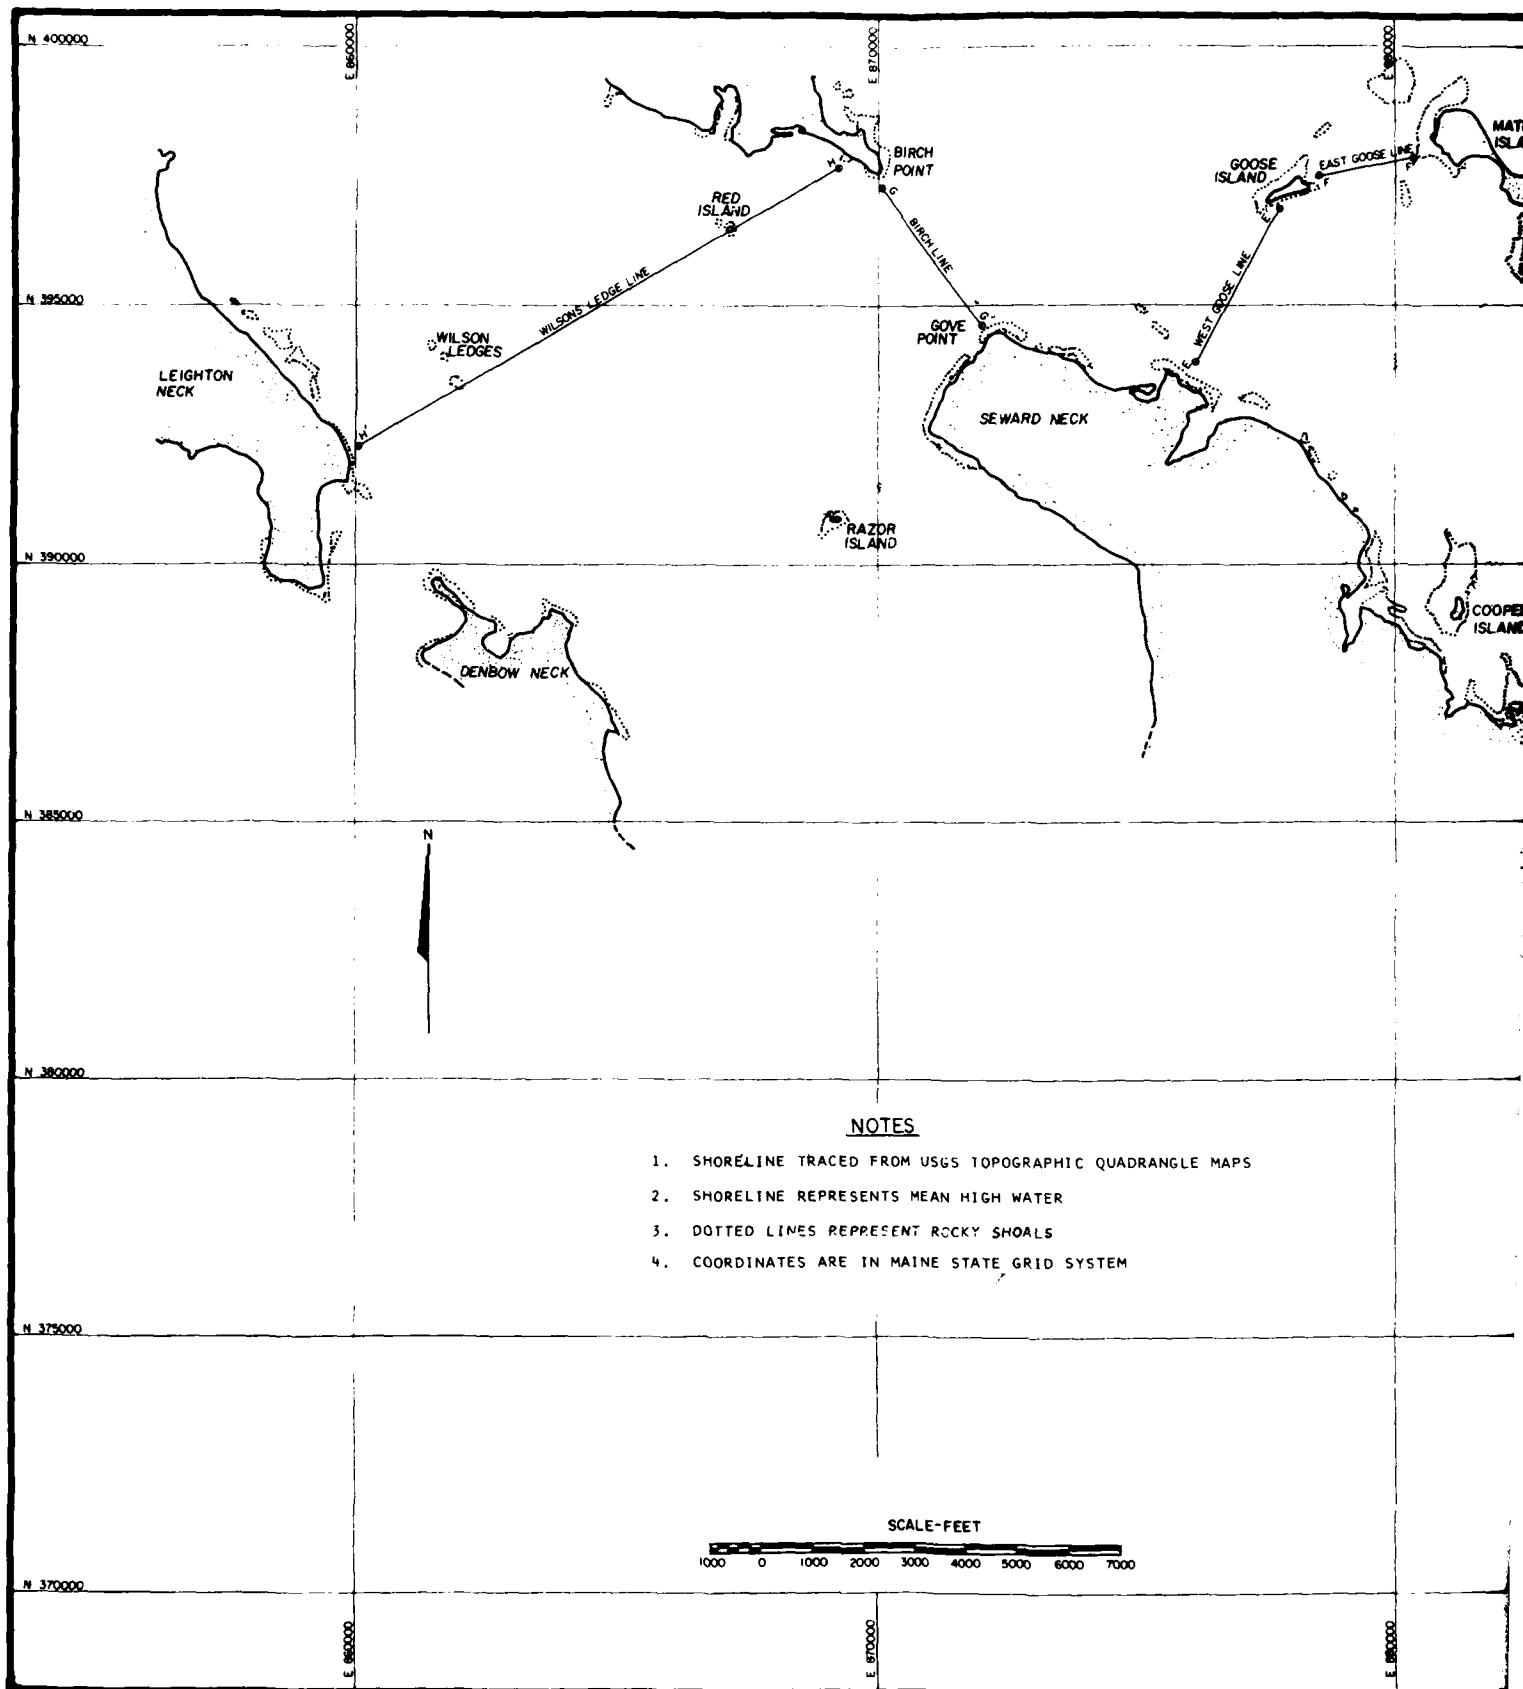 N 400000
E 860000
E 870000
E 880000
BIRCH
POINT
H
G
RED
ISLAND
GOOSE
ISLAND
EAST GOOSE LINE
F
F'
E'
BIRCH LINE
WILSONS LEDGE LINE
WEST GOOSE LINE
N 395000
G'
GOVE
POINT
WILSON
LEDGES
E
LEIGHTON
NECK
H'
SEWARD NECK
RAZOR
ISLAND
N 390000
ISLAND
DENBOW NECK
N 385000
N
N 380000
NOTES
1. SHORELINE TRACED FROM USGS TOPOGRAPHIC QUADRANGLE MAPS
2. SHORELINE REPRESENTS MEAN HIGH WATER
3. DOTTED LINES REPRESENT ROCKY SHOALS
4. COORDINATES ARE IN MAINE STATE GRID SYSTEM
N 375000
SCALE-FEET
1000 0 1000 2000 3000 4000 5000 6000 7000
N 370000
E 860000
E 870000
E 880000